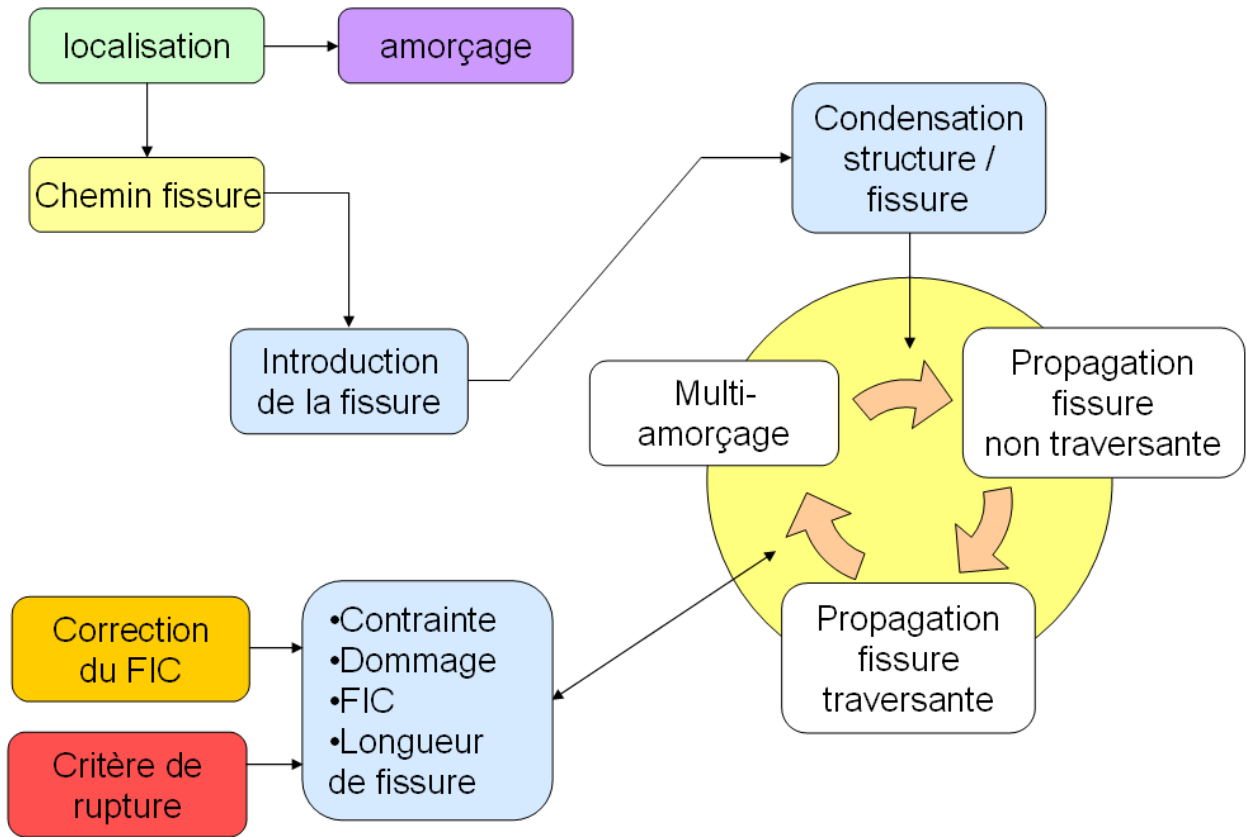 localisation
amorçage
Chemin fissure
Condensation
structure /
fissure
Introduction
de la fissure
Multi-
amorçage
Propagation
fissure
non traversante
Propagation
fissure
traversante
Correction
du FIC
•Contrainte
•Dommage
•FIC
•Longueur
de fissure
Critère de
rupture